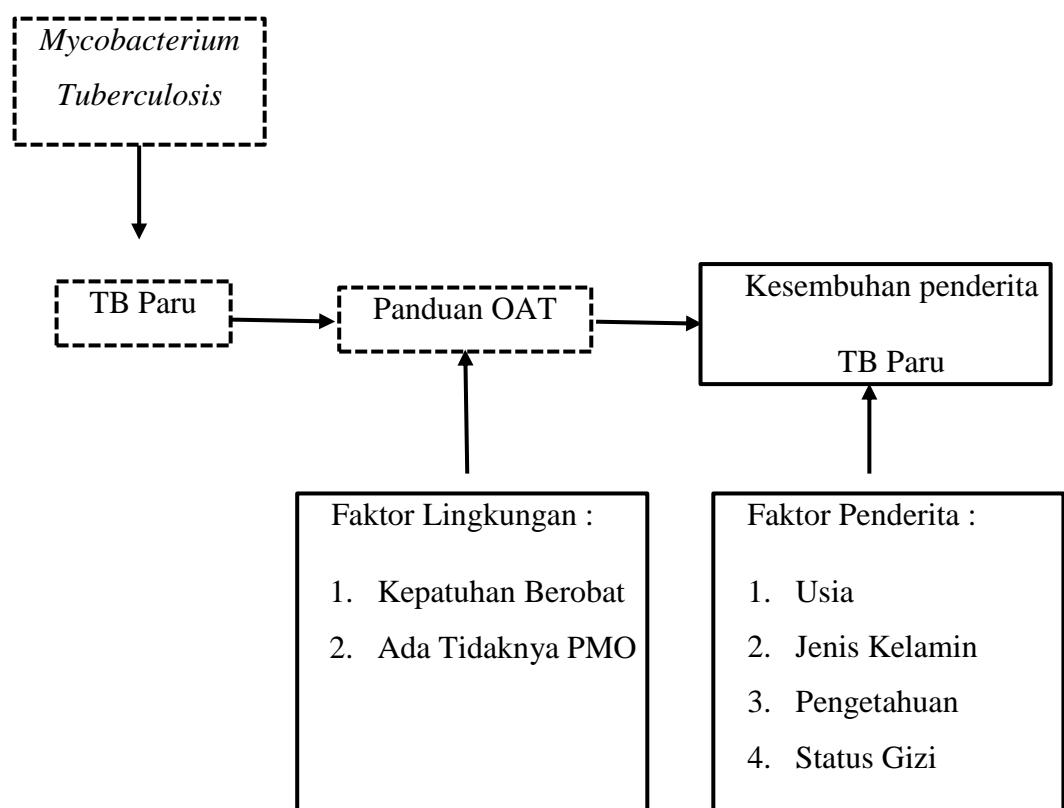 Mycobacterium
Tuberculosis
TB Paru
Panduan OAT
Kesembuhan penderita
TB Paru
Faktor Lingkungan :
1. Kepatuhan Berobat
2. Ada Tidaknya PMO
Faktor Penderita :
1. Usia
2. Jenis Kelamin
3. Pengetahuan
4. Status Gizi